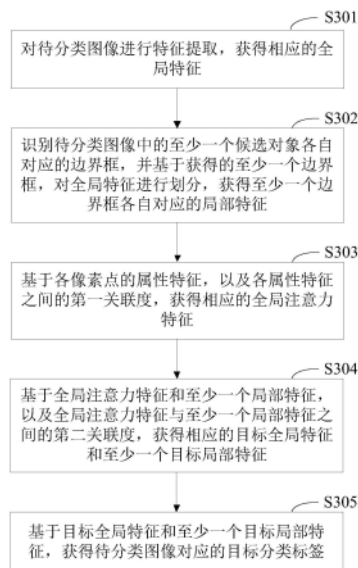 S301
对待分类图像进行特征提取，获得相应的全
局特征
S302
识别待分类图像中的至少一个候选对象各自
对应的边界框，并基于获得的至少一个边界
框，对全局特征进行划分，获得至少一个边
界框各自对应的局部特征
S303
基于各像素点的属性特征，以及各属性特征
之间的第一关联度，获得相应的全局注意力
特征
S304
基于全局注意力特征和至少一个局部特征，
以及全局注意力特征与至少一个局部特征之
间的第二关联度，获得相应的目标全局特征
和至少一个目标局部特征
S305
基于目标全局特征和至少一个目标局部特
征，获得待分类图像对应的目标分类标签